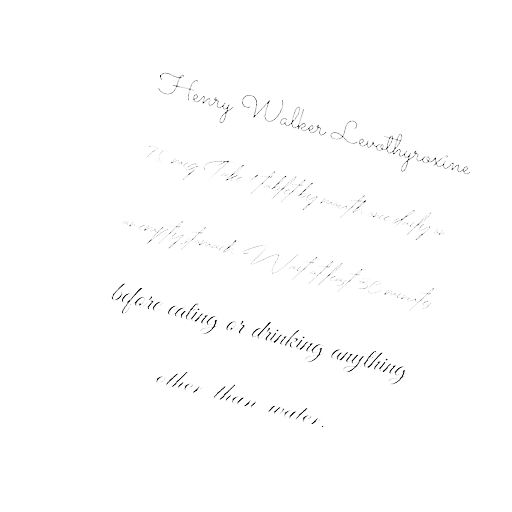 Henry Walker Levothyroxine
mcg Take 1 tablet by mouth once daily on
an empty stomach. Wait at least 30 minutes
before eating or drinking anything
other than water.